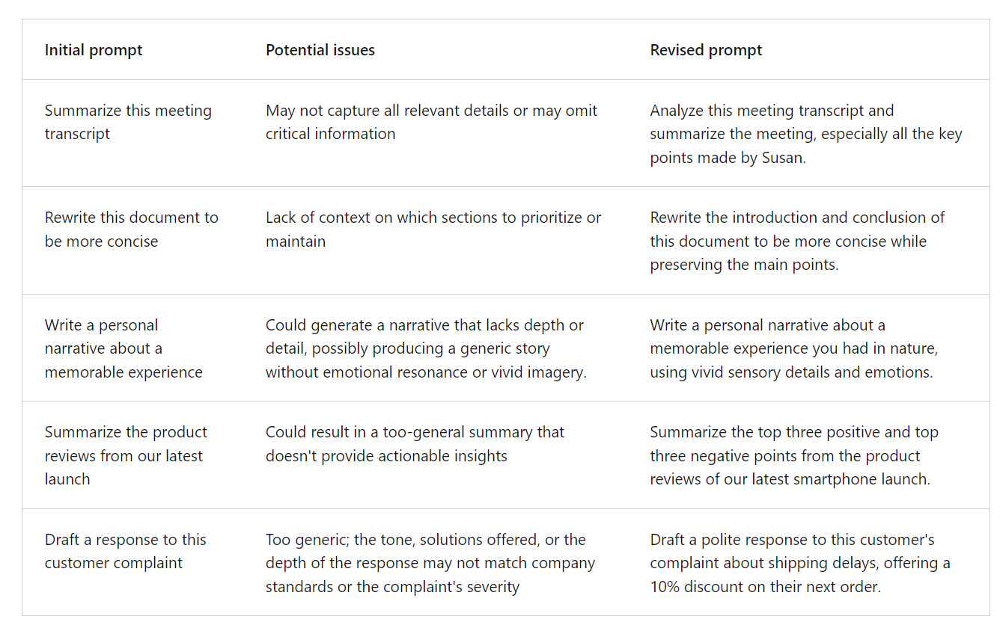 Initial prompt
Potential issues
Revised prompt
Summarize this meeting
transcript
May not capture all relevant details or may omit
critical information
Analyze this meeting transcript and
summarize the meeting, especially all the key
points made by Susan.
Rewrite this document to
be more concise
Lack of context on which sections to prioritize or
maintain
Rewrite the introduction and conclusion of
this document to be more concise while
preserving the main points.
Write a personal
narrative about a
memorable experience
Could generate a narrative that lacks depth or
detail, possibly producing a generic story
without emotional resonance or vivid imagery.
Write a personal narrative about a
memorable experience you had in nature,
using vivid sensory details and emotions.
Summarize the product
reviews from our latest
launch
Could result in a too-general summary that
doesn't provide actionable insights
Summarize the top three positive and top
three negative points from the product
reviews of our latest smartphone launch.
Draft a response to this
customer complaint
Too generic; the tone, solutions offered, or the
depth of the response may not match company
standards or the complaint's severity
Draft a polite response to this customer's
complaint about shipping delays, offering a
10% discount on their next order.